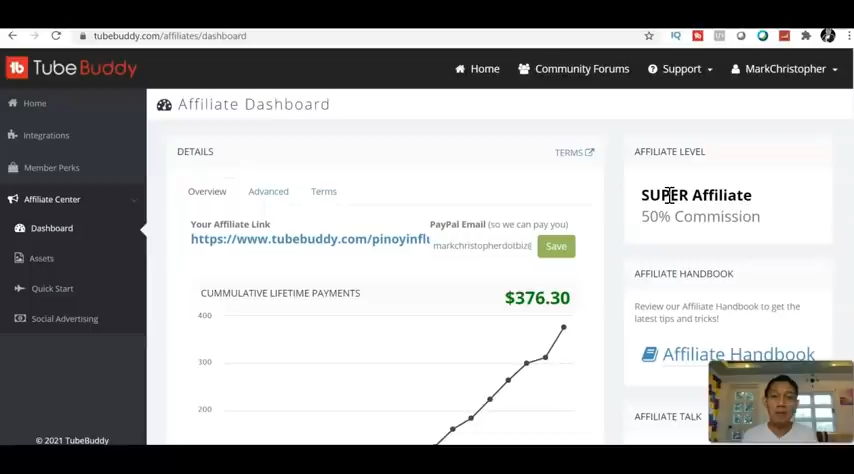 tubebuddy.com/affiliates/dashboard
TubeBuddy
Home
Community Forums
Support
MarkChristopher
Home
Integrations
Member Perks
Affiliate Center
Dashboard
Assets
Quick Start
Social Advertising
© 2021 TubeBuddy
Affiliate Dashboard
DETAILS
TERMS
Overview
Advanced
Terms
Your Affiliate Link
https://www.tubebuddy.com/pinoyinflu
PayPal Email (so we can pay you)
markchristopherdotbiz@
Save
CUMMULATIVE LIFETIME PAYMENTS
$376.30
400
300
200
AFFILIATE LEVEL
SUPER Affiliate
50% Commission
AFFILIATE HANDBOOK
Review our Affiliate Handbook to get the
latest tips and tricks!
Affiliate Handbook
AFFILIATE TALK